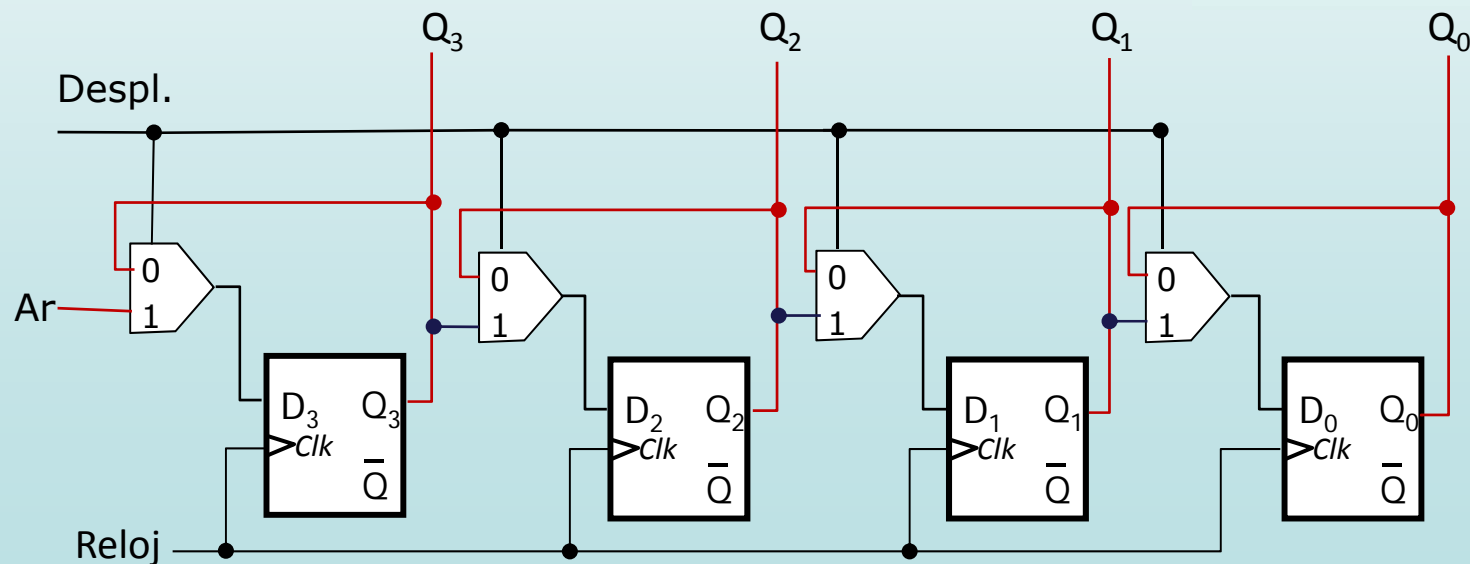 Q₃ Q₂ Q₁ Q₀
Despl.
0 0 0 0
Ar 1 1 1 1
D₃ Q₃ D₂ Q₂ D₁ Q₁ D₀ Q₀
Clk Clk Clk Clk
Q̅ Q̅ Q̅ Q̅
Reloj